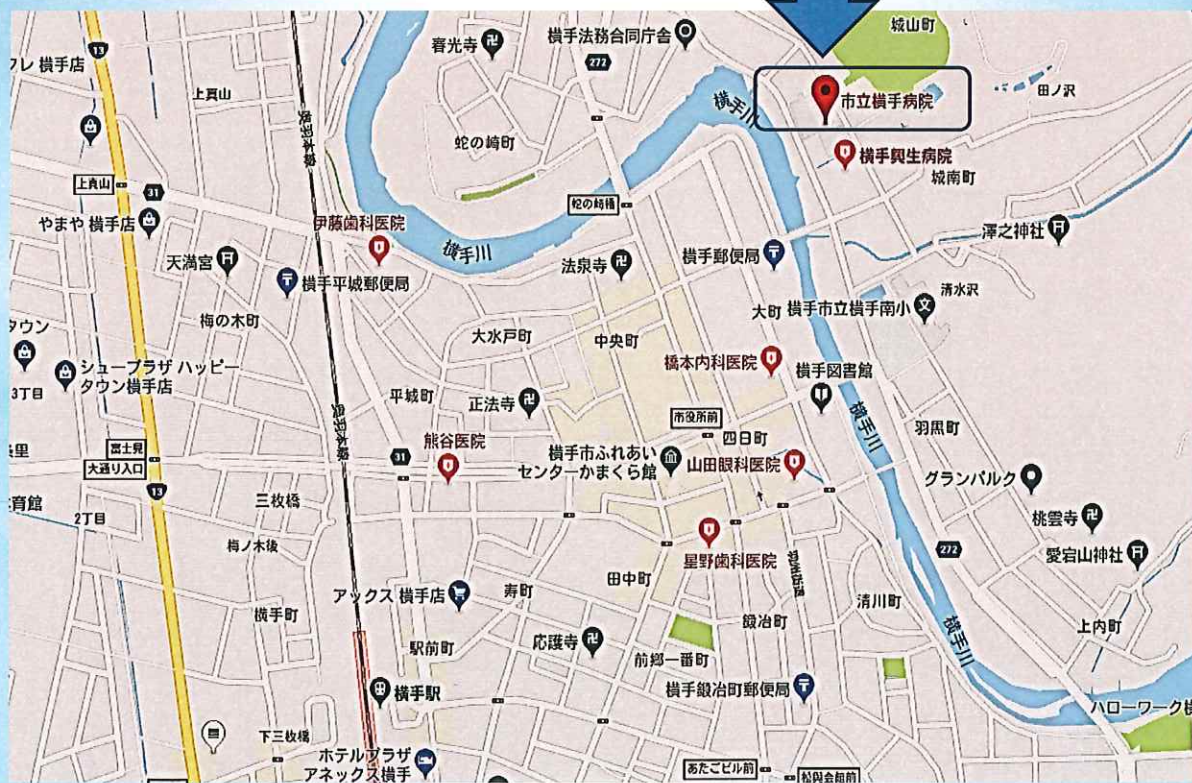 13
フレ 横手店
上真山
春光寺
横手法務合同庁舎
272
城山町
田ノ沢
市立横手病院
横手川
横手興生病院
城南町
蛇の崎町
奥羽本線
上真山
31
やまや 横手店
伊藤歯科医院
蛇の崎橋
澤之神社
天満宮
横手平城郵便局
横手川
法泉寺
横手郵便局
清水沢
梅の木町
大水戸町
中央町
大町
横手市立横手南小
タウン
シュープラザ ハッピー
タウン横手店
3丁目
橋本内科医院
横手図書館
平城町
正法寺
市役所前
四日町
横手川
羽黒町
奥羽本線
富士見
大通り入口
31
熊谷医院
横手市ふれあい
センターかまくら館
山田眼科医院
グランパルク
13
育館
2丁目
三枚橋
桃雲寺
梅ノ木後
星野歯科医院
272
愛宕山神社
羽州街道
田中町
アックス 横手店
寿町
清川町
横手町
鍛冶町
上内町
駅前町
応護寺
前郷一番町
横手川
横手駅
横手鍛冶町郵便局
ハローワーク横
下三枚橋
ホテルプラザ
アネックス横手
あたごビル前